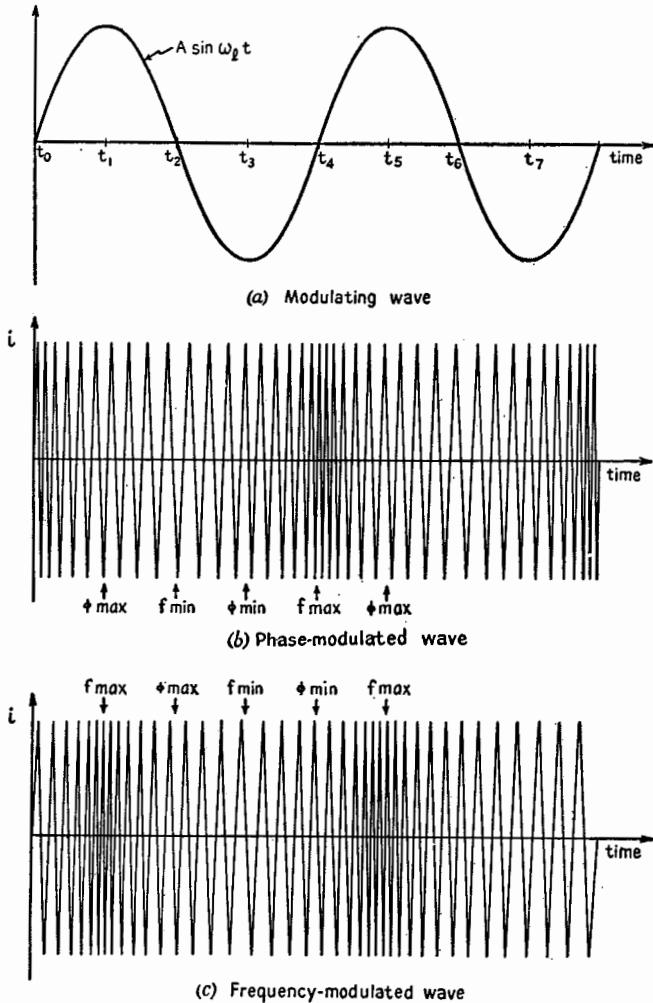 A sin ωℓ t
t₀ t₁ t₂ t₃ t₄ t₅ t₆ t₇ time
(a) Modulating wave
i
time
ϕ max f min ϕ min f max ϕ max
(b) Phase-modulated wave
f max ϕ max f min ϕ min f max
i
time
(c) Frequency-modulated wave